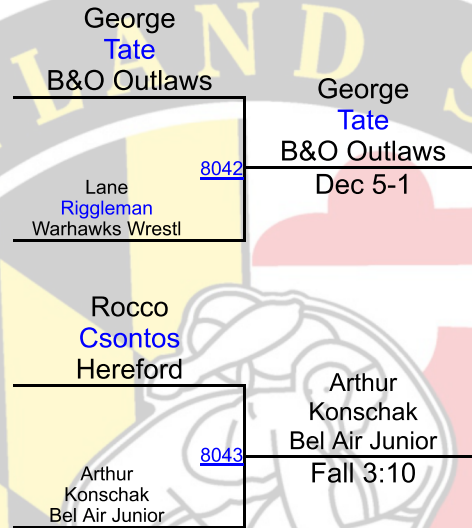 LAND S
George
Tate
B&O Outlaws
8042
Lane
Riggleman
Warhawks Wrestl
George
Tate
B&O Outlaws
Dec 5-1
Rocco
Csontos
Hereford
8043
Arthur
Konschak
Bel Air Junior
Arthur
Konschak
Bel Air Junior
Fall 3:10